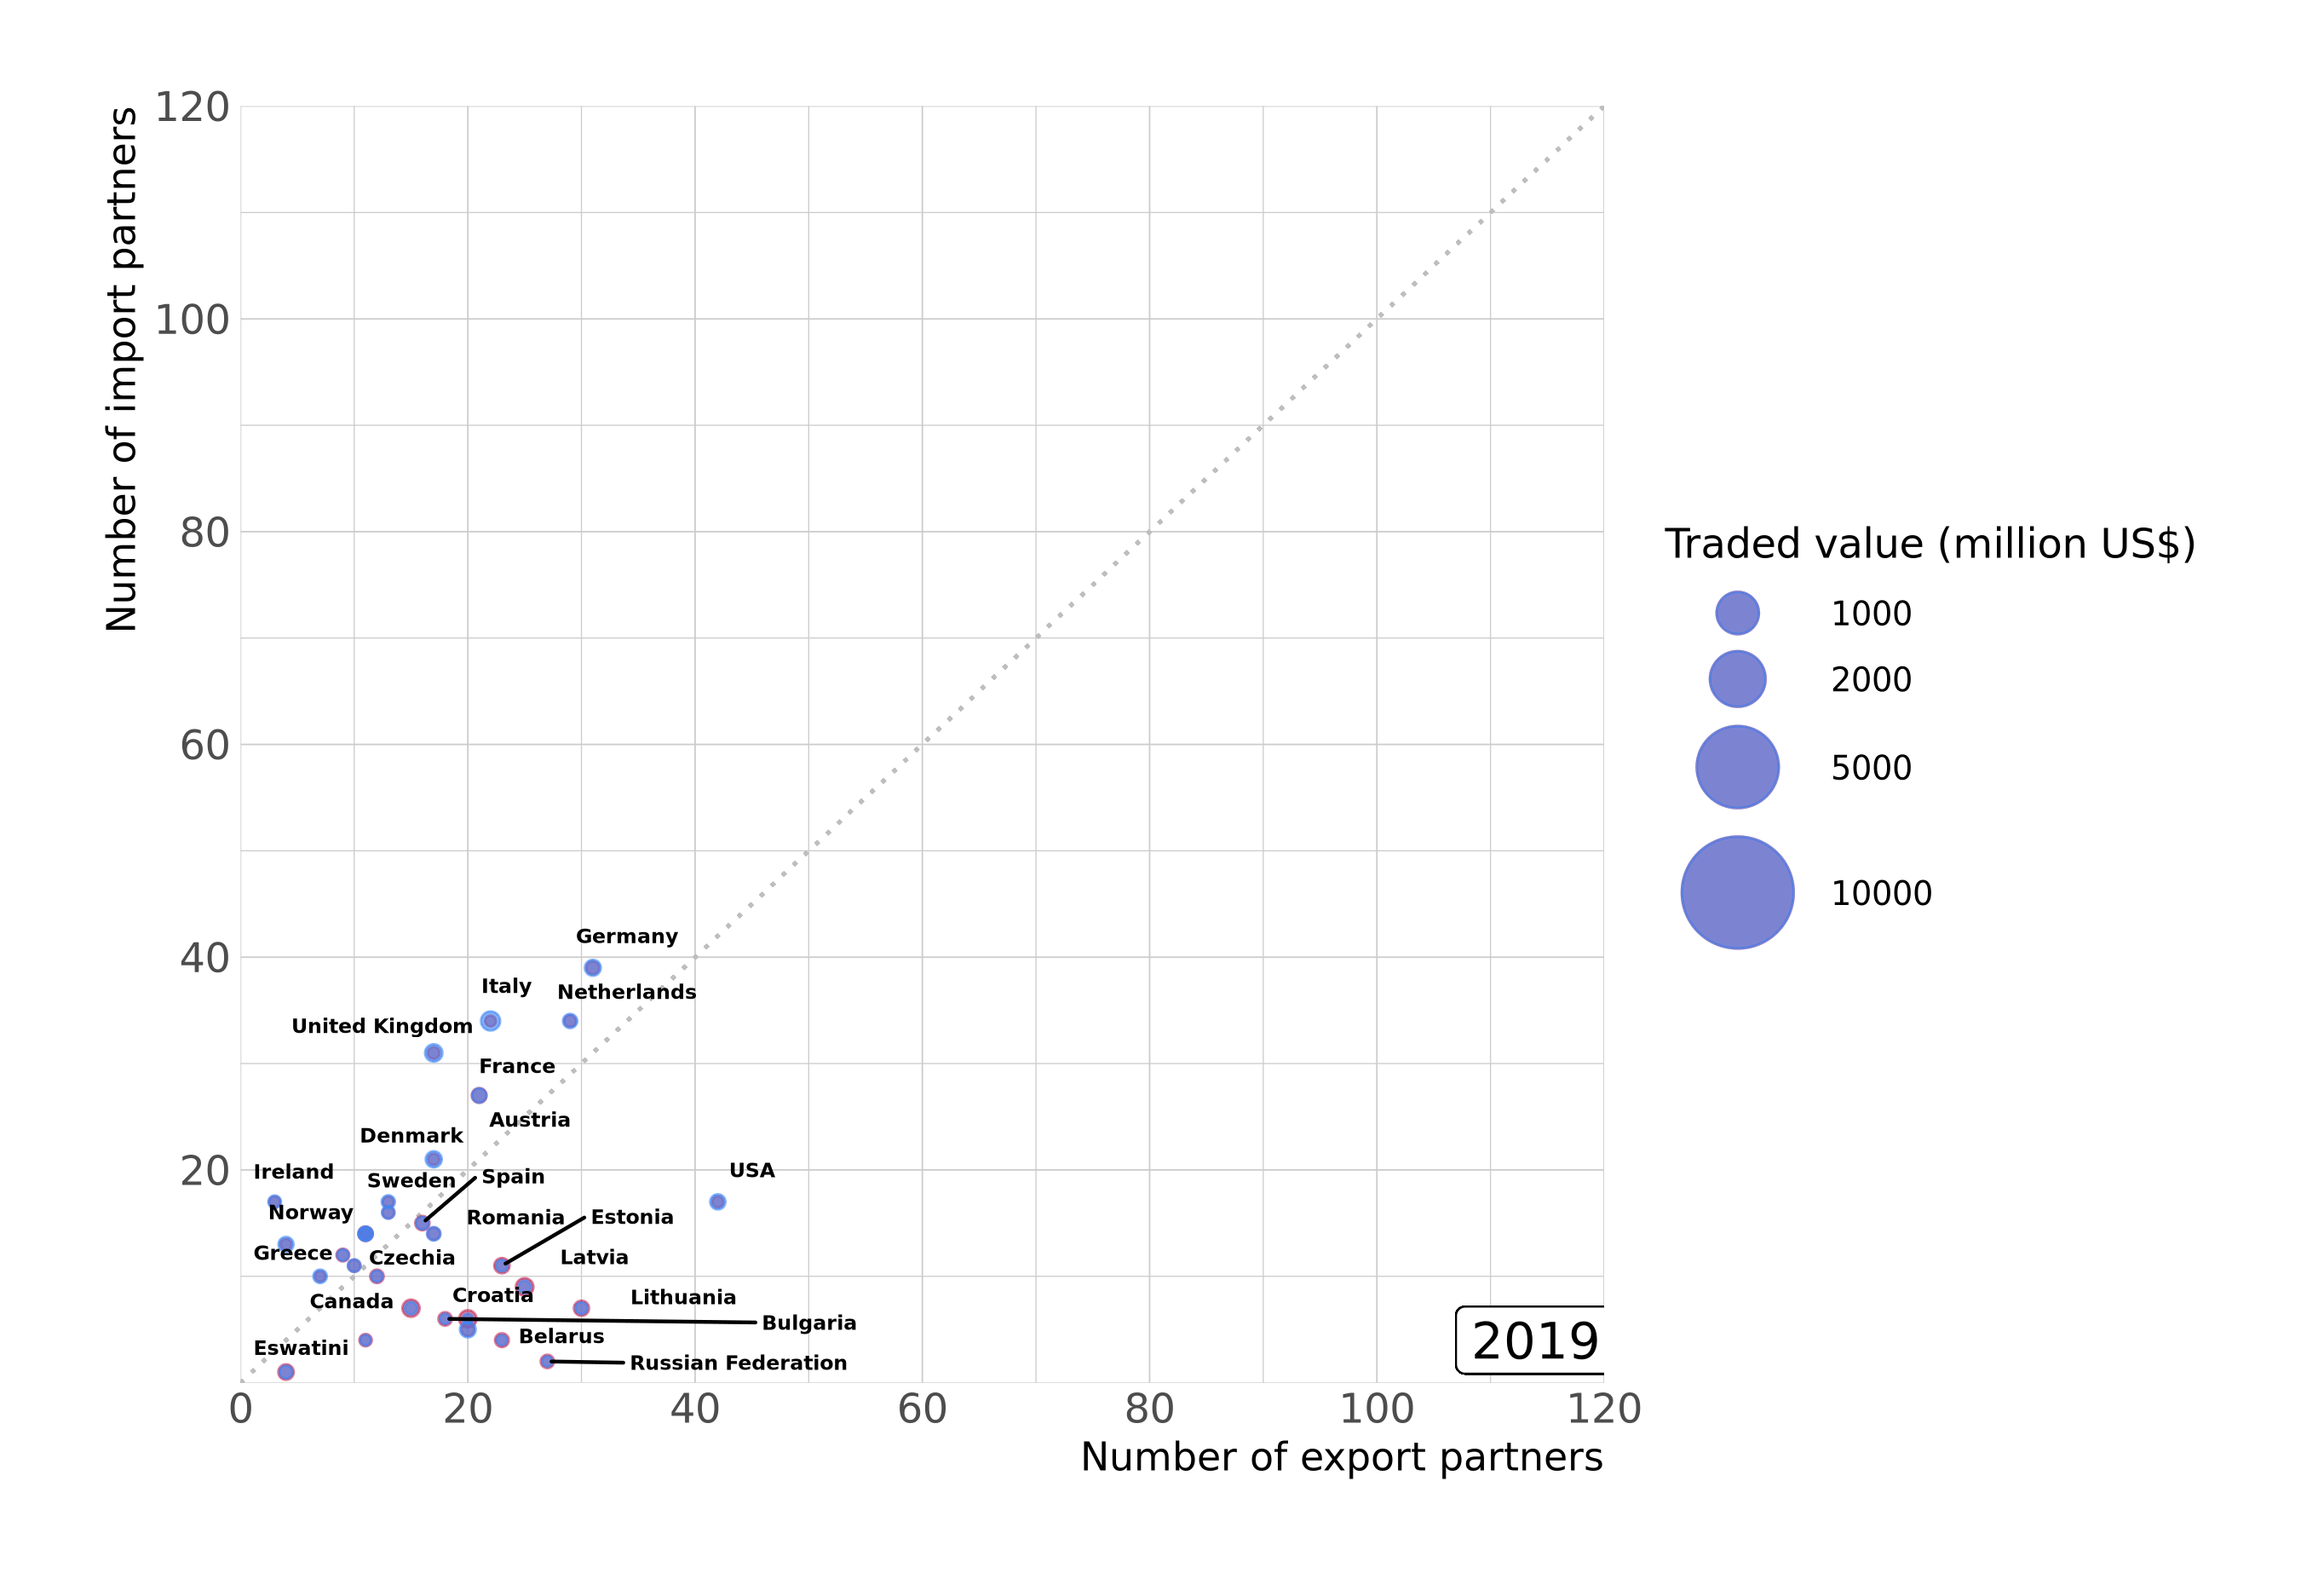 Number of import partners
120
100
80
60
40
20
Germany
Italy
Netherlands
United Kingdom
France
Austria
Denmark
Ireland
Sweden
Spain
USA
Norway
Romania
Estonia
Greece
Czechia
Latvia
Canada
Croatia
Lithuania
Bulgaria
Belarus
Eswatini
Russian Federation
2019
0
20
40
60
80
100
120
Number of export partners
Traded value (million US$)
1000
2000
5000
10000